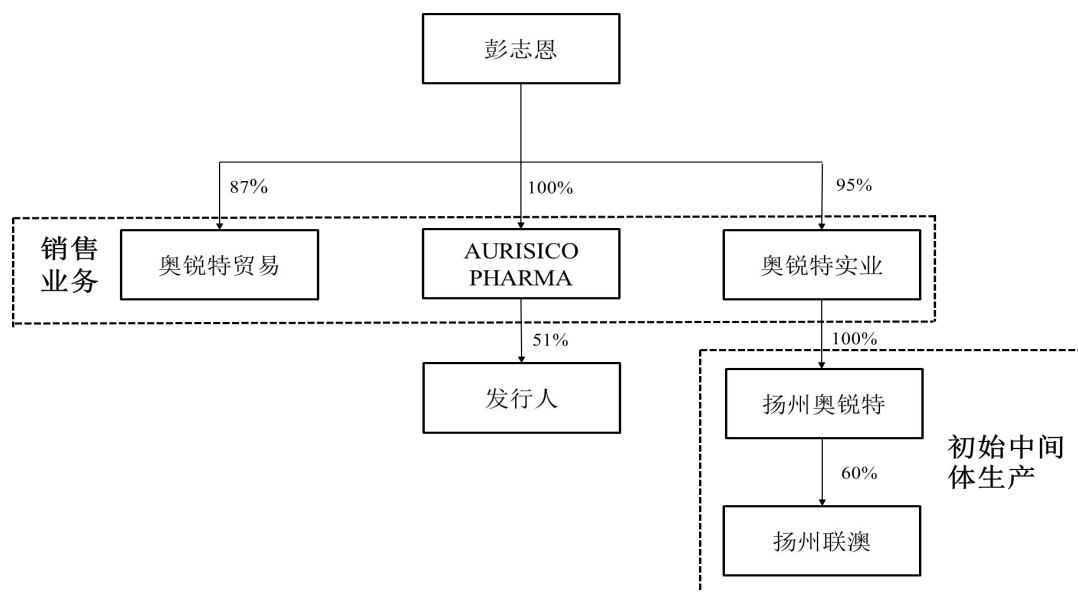 彭志恩
87%
100%
95%
销售
业务
奥锐特贸易
AURISICO
PHARMA
奥锐特实业
51%
100%
发行人
扬州奥锐特
初始中间
体生产
60%
扬州联澳